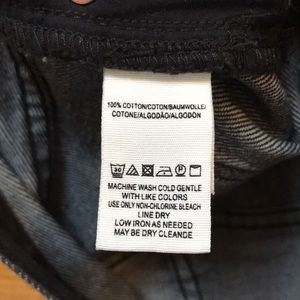 100% COTTON/COTON/BAUMWOLLE/
COTONE/ALGODÃO/ALGODON
30
MACHINE WASH COLD GENTLE
WITH LIKE COLORS
USE ONLY NON-CHLORINE BLEACH
LINE DRY
LOW IRON AS NEEDED
MAY BE DRY CLEANDE